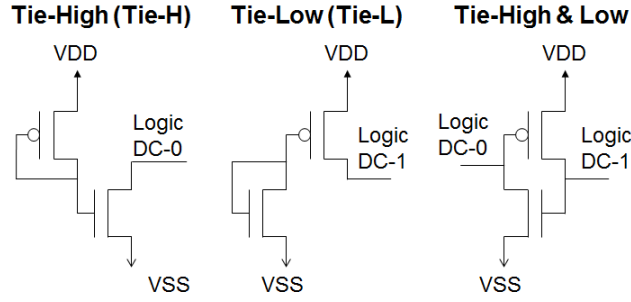 Tie-High (Tie-H)
VDD
Logic
DC-0
VSS
Tie-Low (Tie-L)
VDD
Logic
DC-1
VSS
Tie-High & Low
VDD
Logic
DC-0
Logic
DC-1
VSS